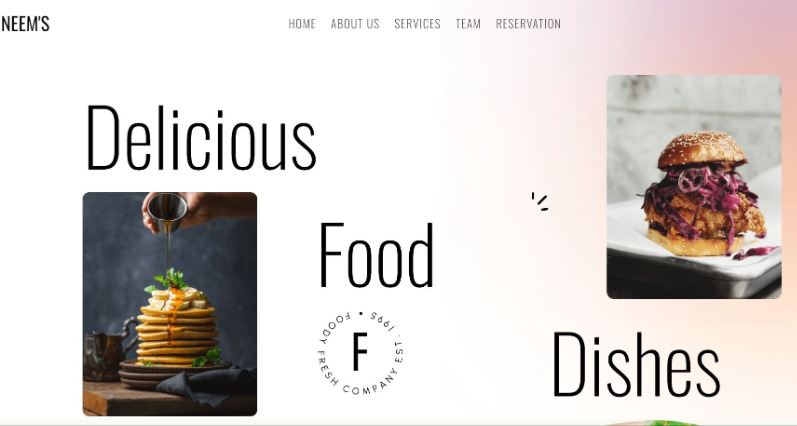 NEEM'S
HOME ABOUT US SERVICES TEAM RESERVATION
Delicious
Food
FOODY FRESH COMPANY EST. 1995 •
F
Dishes